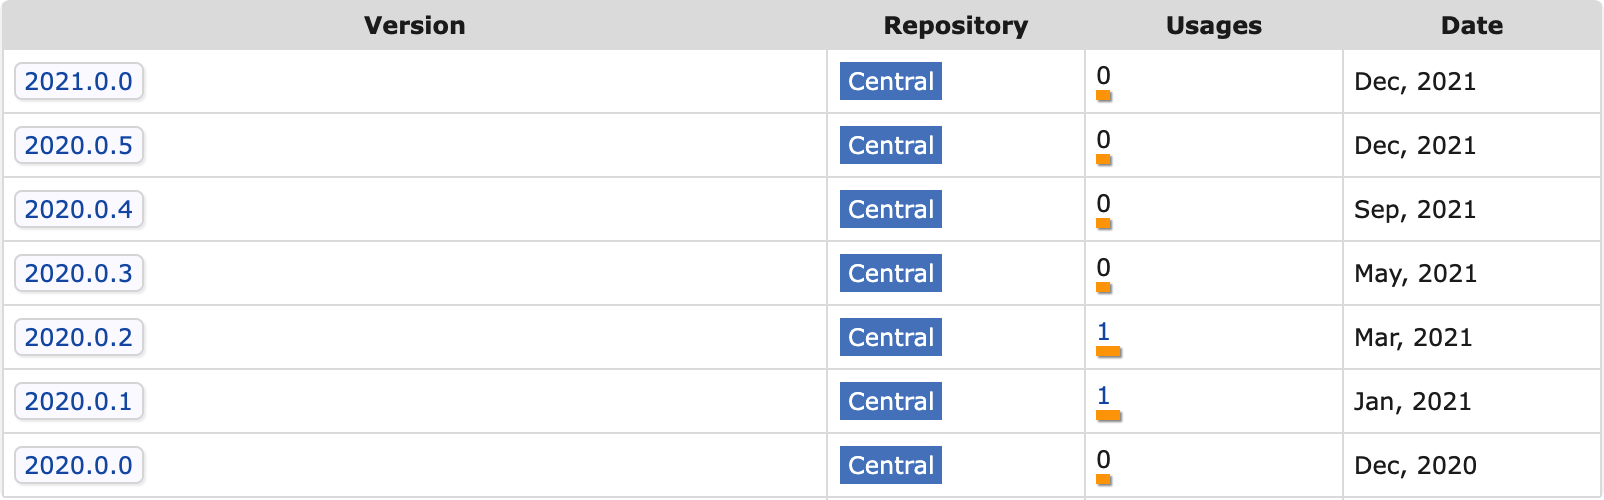 Version Repository Usages Date
2021.0.0 Central 0 Dec, 2021
2020.0.5 Central 0 Dec, 2021
2020.0.4 Central 0 Sep, 2021
2020.0.3 Central 0 May, 2021
2020.0.2 Central 1 Mar, 2021
2020.0.1 Central 1 Jan, 2021
2020.0.0 Central 0 Dec, 2020